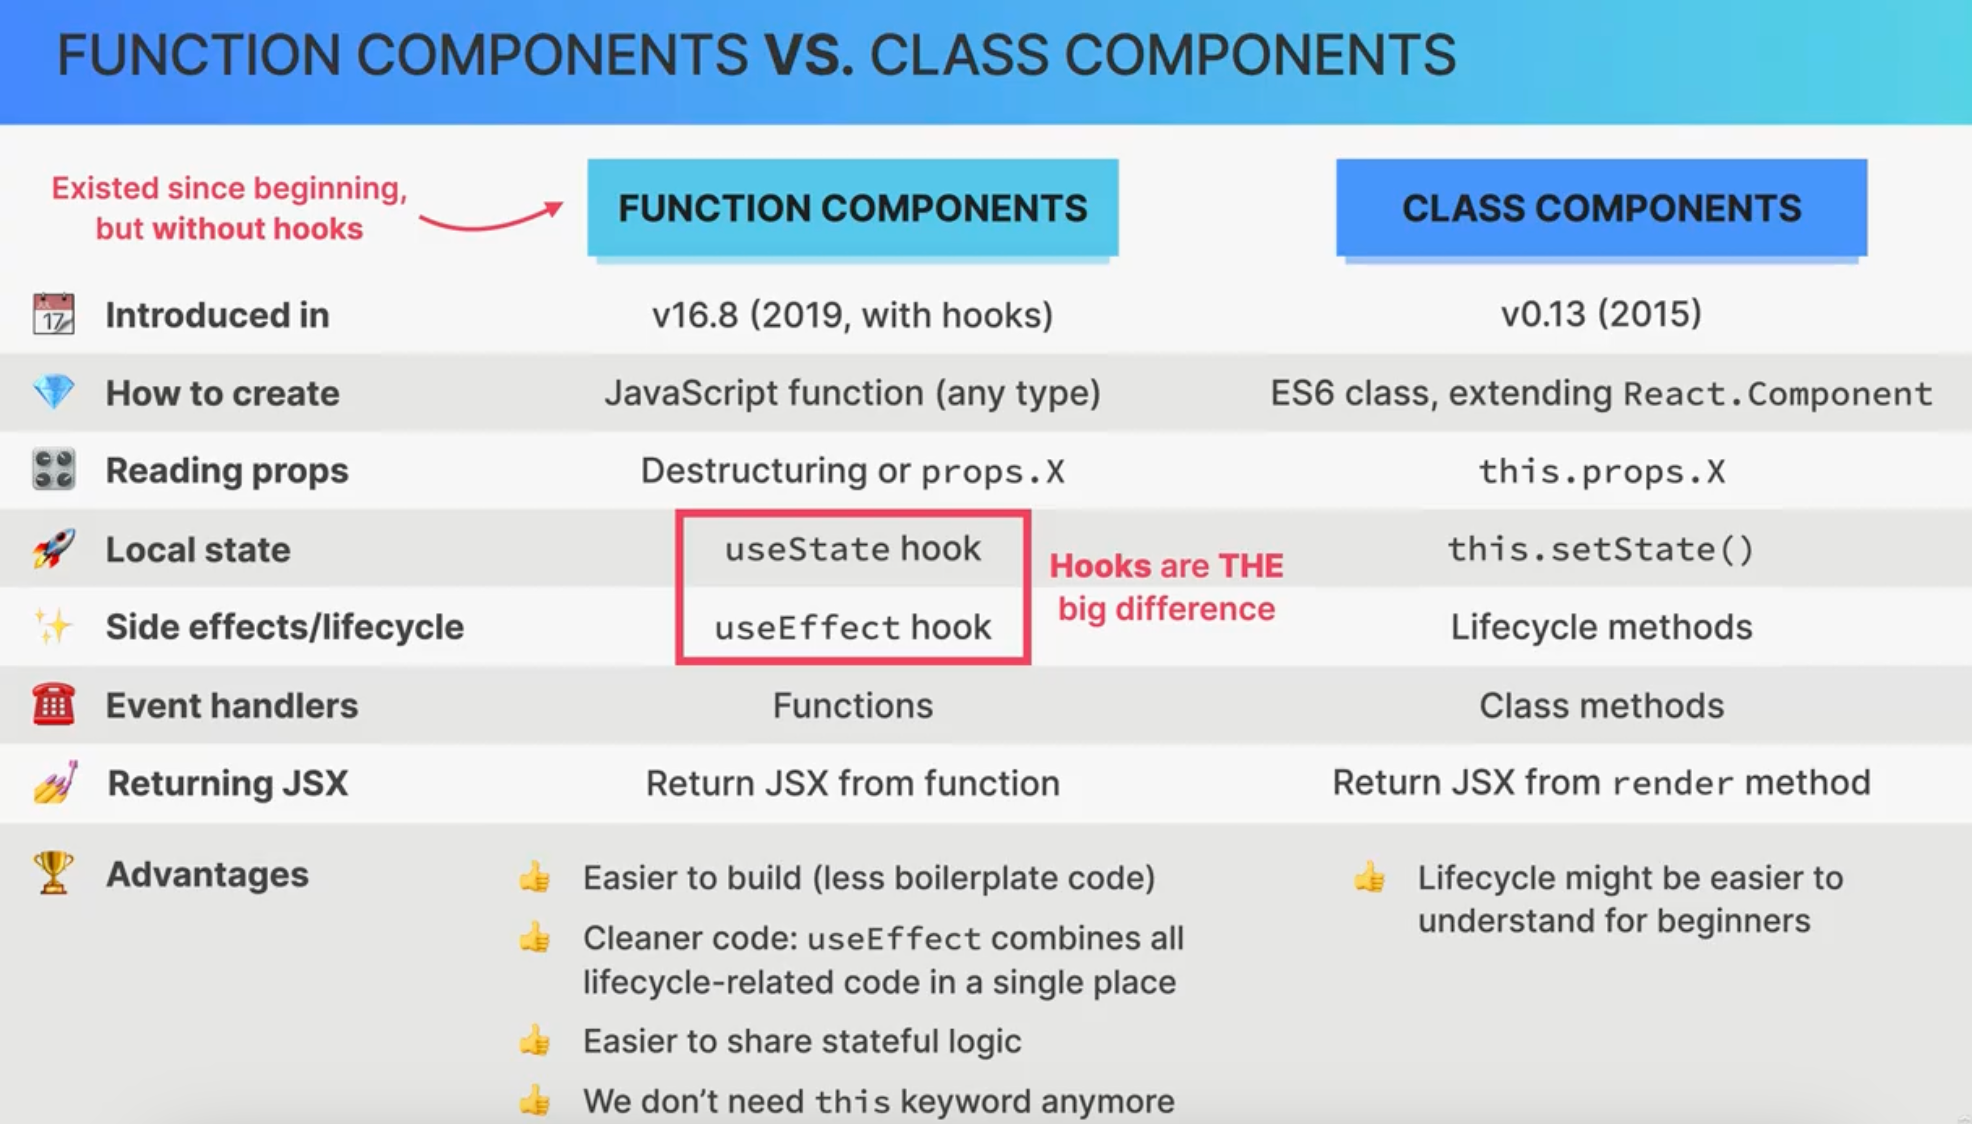 FUNCTION COMPONENTS VS. CLASS COMPONENTS
Existed since beginning,
but without hooks
FUNCTION COMPONENTS
CLASS COMPONENTS
17
Introduced in
v16.8 (2019, with hooks)
v0.13 (2015)
How to create
JavaScript function (any type)
ES6 class, extending React.Component
Reading props
Destructuring or props.X
this.props.X
Local state
useState hook
Hooks are THE
big difference
this.setState()
Side effects/lifecycle
useEffect hook
Lifecycle methods
Event handlers
Functions
Class methods
Returning JSX
Return JSX from function
Return JSX from render method
Advantages
Easier to build (less boilerplate code)
Cleaner code: useEffect combines all
lifecycle-related code in a single place
Easier to share stateful logic
We don’t need this keyword anymore
Lifecycle might be easier to
understand for beginners